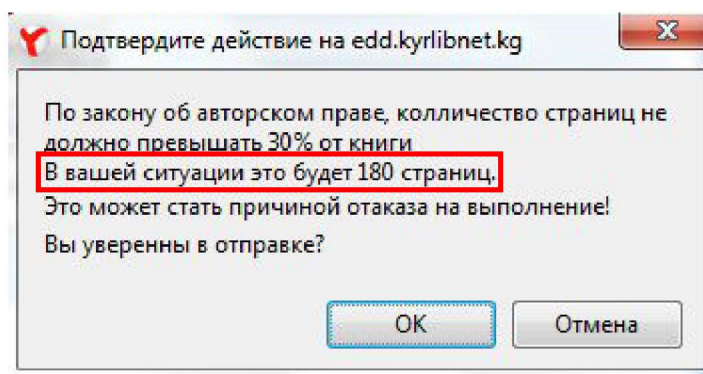 Подтвердите действие на edd.kyrlibnet.kg
По закону об авторском праве, колличество страниц не
должно превышать 30% от книги
В вашей ситуации это будет 180 страниц.
Это может стать причиной отаказа на выполнение!
Вы уверенны в отправке?
ОК
Отмена